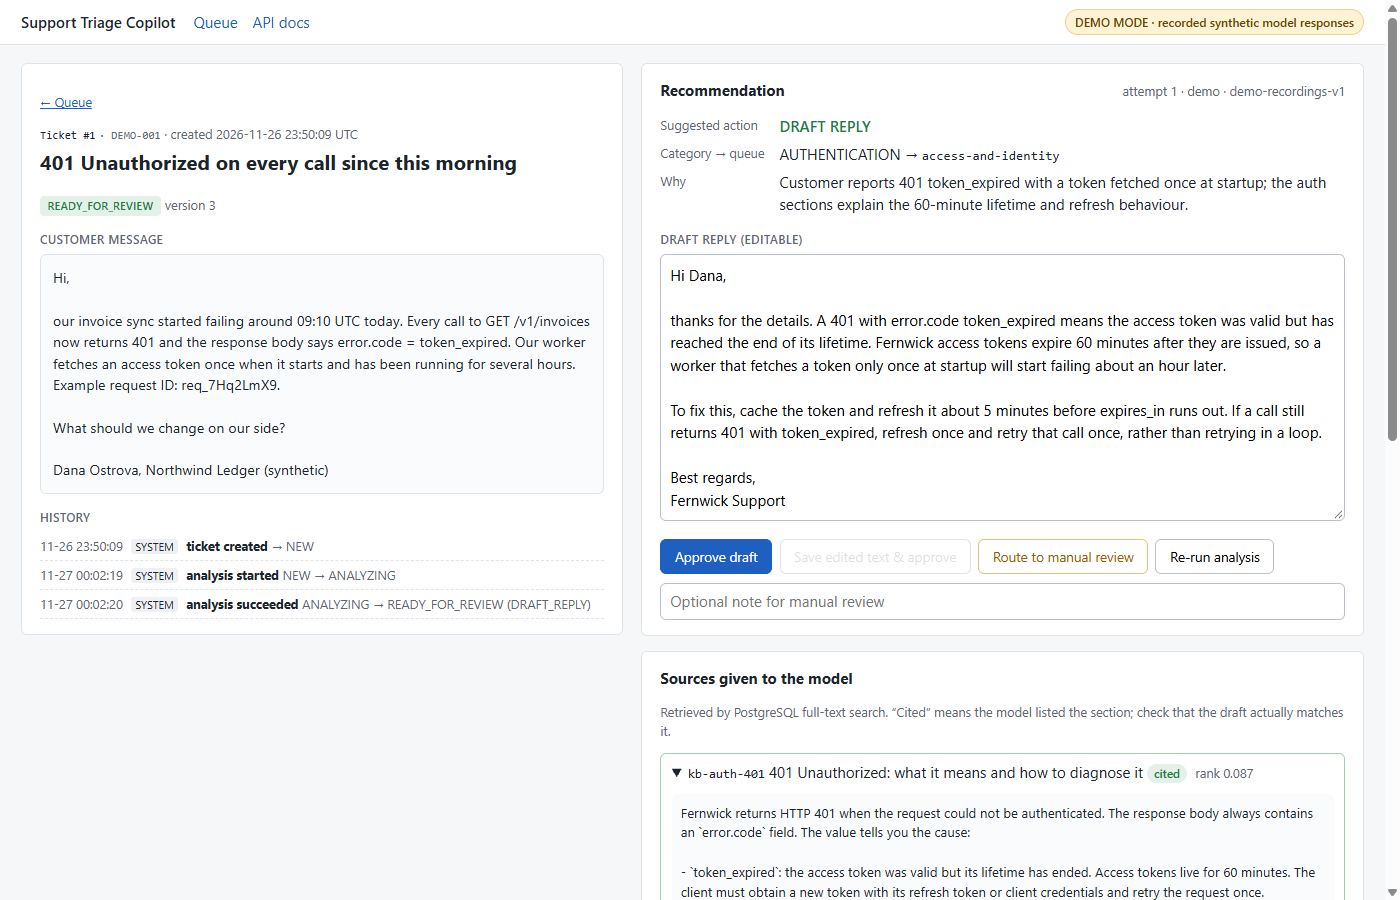 Support Triage Copilot Queue API docs DEMO MODE · recorded synthetic model responses
← Queue
Ticket #1 · DEMO-001 · created 2026-11-26 23:50:09 UTC
401 Unauthorized on every call since this morning
READY_FOR_REVIEW version 3
CUSTOMER MESSAGE
Hi,
our invoice sync started failing around 09:10 UTC today. Every call to GET /v1/invoices
now returns 401 and the response body says error.code = token_expired. Our worker
fetches an access token once when it starts and has been running for several hours.
Example request ID: req_7Hq2LmX9.
What should we change on our side?
Dana Ostrova, Northwind Ledger (synthetic)
HISTORY
11-26 23:50:09 SYSTEM ticket created → NEW
11-27 00:02:19 SYSTEM analysis started NEW → ANALYZING
11-27 00:02:20 SYSTEM analysis succeeded ANALYZING → READY_FOR_REVIEW (DRAFT_REPLY)
Recommendation attempt 1 · demo · demo-recordings-v1
Suggested action DRAFT REPLY
Category → queue AUTHENTICATION → access-and-identity
Why Customer reports 401 token_expired with a token fetched once at startup; the auth
sections explain the 60-minute lifetime and refresh behaviour.
DRAFT REPLY (EDITABLE)
Hi Dana,
thanks for the details. A 401 with error.code token_expired means the access token was valid but has
reached the end of its lifetime. Fernwick access tokens expire 60 minutes after they are issued, so a
worker that fetches a token only once at startup will start failing about an hour later.
To fix this, cache the token and refresh it about 5 minutes before expires_in runs out. If a call still
returns 401 with token_expired, refresh once and retry that call once, rather than retrying in a loop.
Best regards,
Fernwick Support
Approve draft Save edited text & approve Route to manual review Re-run analysis
Optional note for manual review
Sources given to the model
Retrieved by PostgreSQL full-text search. “Cited” means the model listed the section; check that the draft actually matches
it.
▼ kb-auth-401 401 Unauthorized: what it means and how to diagnose it cited rank 0.087
Fernwick returns HTTP 401 when the request could not be authenticated. The response body always contains
an `error.code` field. The value tells you the cause:
- `token_expired`: the access token was valid but its lifetime has ended. Access tokens live for 60 minutes. The
client must obtain a new token with its refresh token or client credentials and retry the request once.